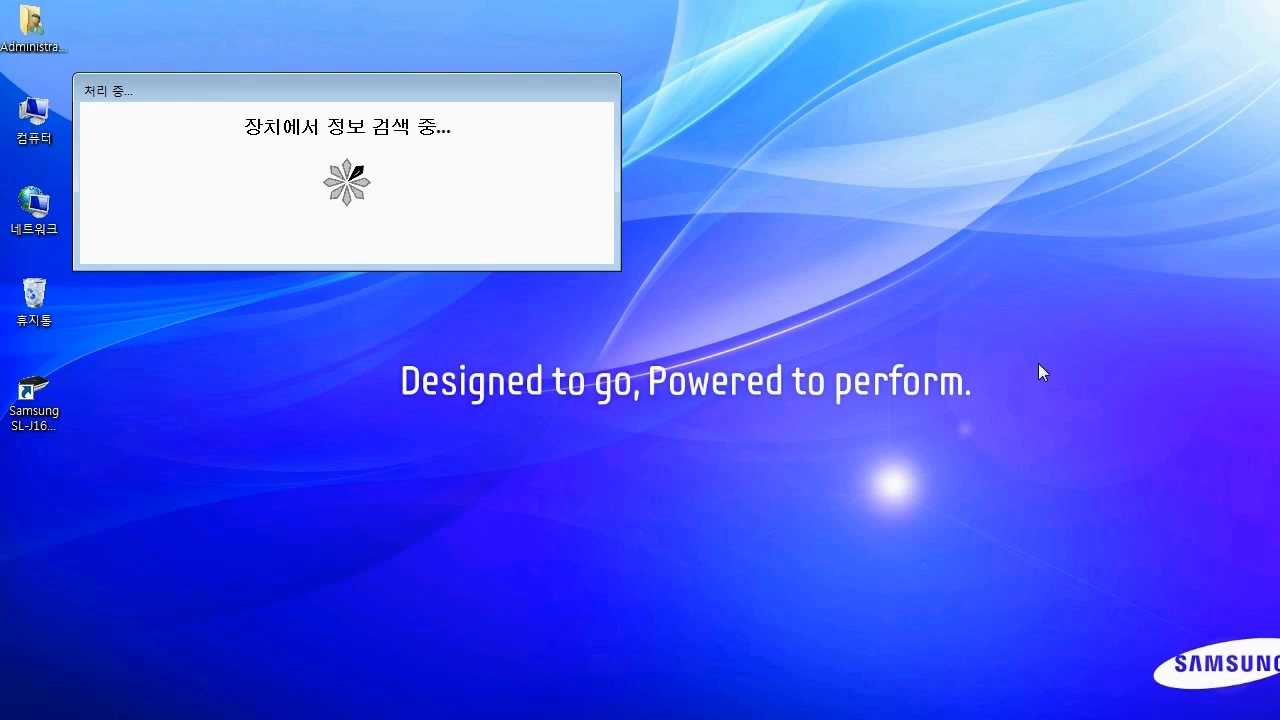 Administra...
처리 중...
장치에서 정보 검색 중...
컴퓨터
네트워크
휴지통
Samsung
SL-J16...
Designed to go, Powered to perform.
SAMSUNG